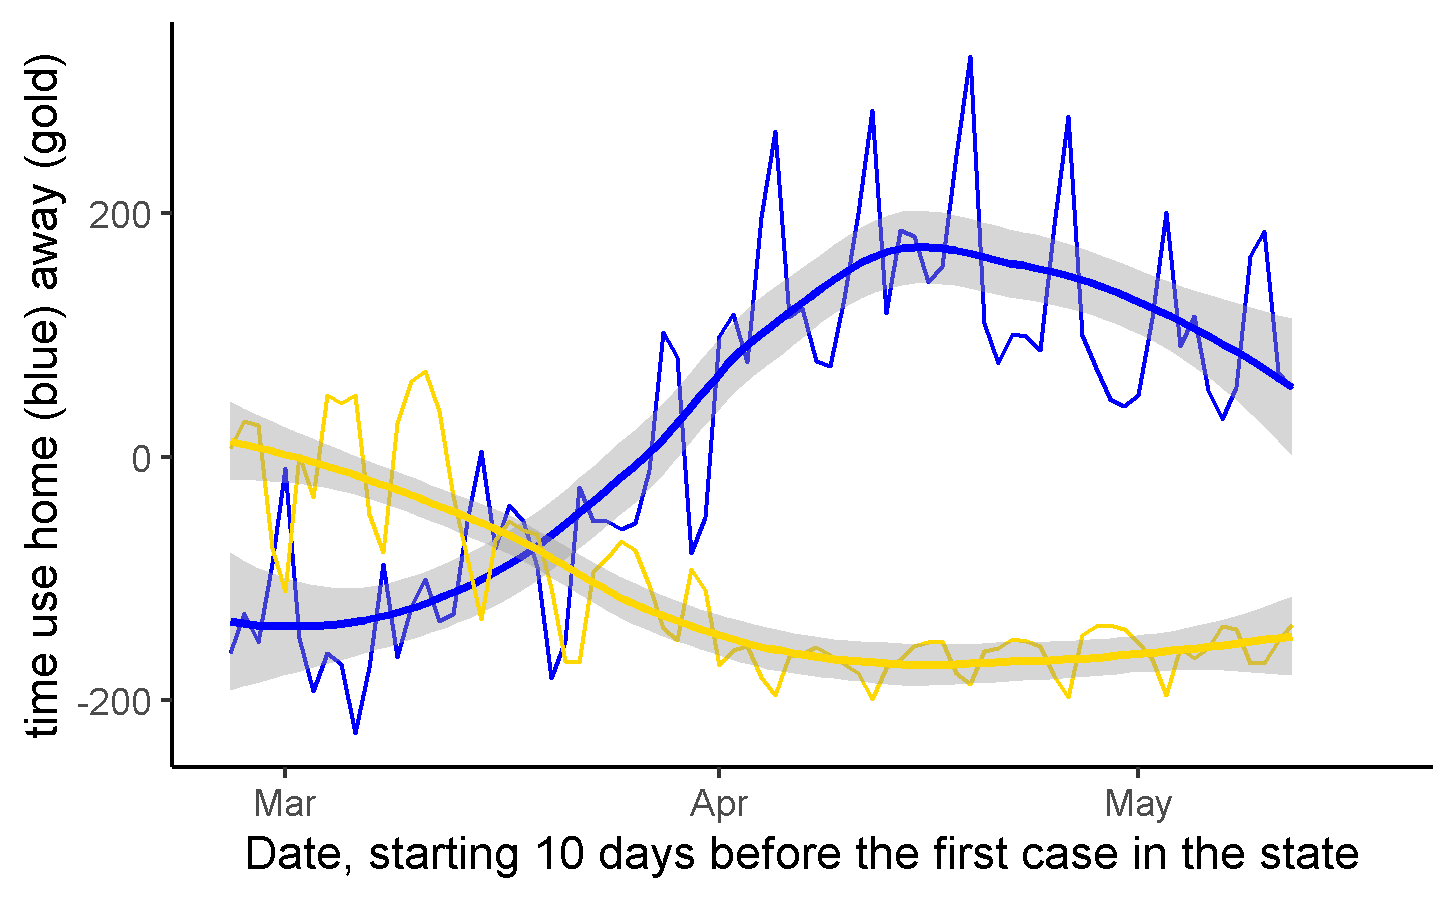 time use home (blue) away (gold)
200
0
-200
Mar Apr May
Date, starting 10 days before the first case in the state